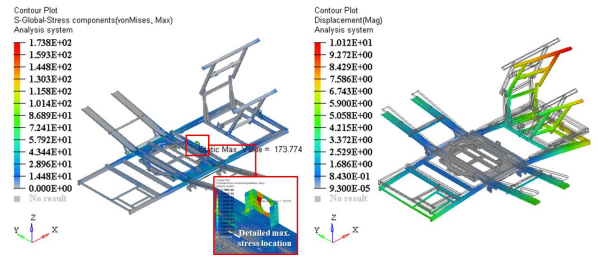 Contour Plot
S-Global-Stress components(vonMises, Max)
Analysis system
1.738E+02
1.593E+02
1.448E+02
1.303E+02
1.158E+02
1.014E+02
8.689E+01
7.241E+01
5.792E+01
4.344E+01
2.896E+01
1.448E+01
0.000E+00
No result
Static Max. Value = 173.774
Detailed max.
stress location
Z
Y
X
Contour Plot
Displacement(Mag)
Analysis system
1.012E+01
9.272E+00
8.429E+00
7.586E+00
6.743E+00
5.900E+00
5.058E+00
4.215E+00
3.372E+00
2.529E+00
1.686E+00
8.430E-01
9.300E-05
No result
Z
Y
X